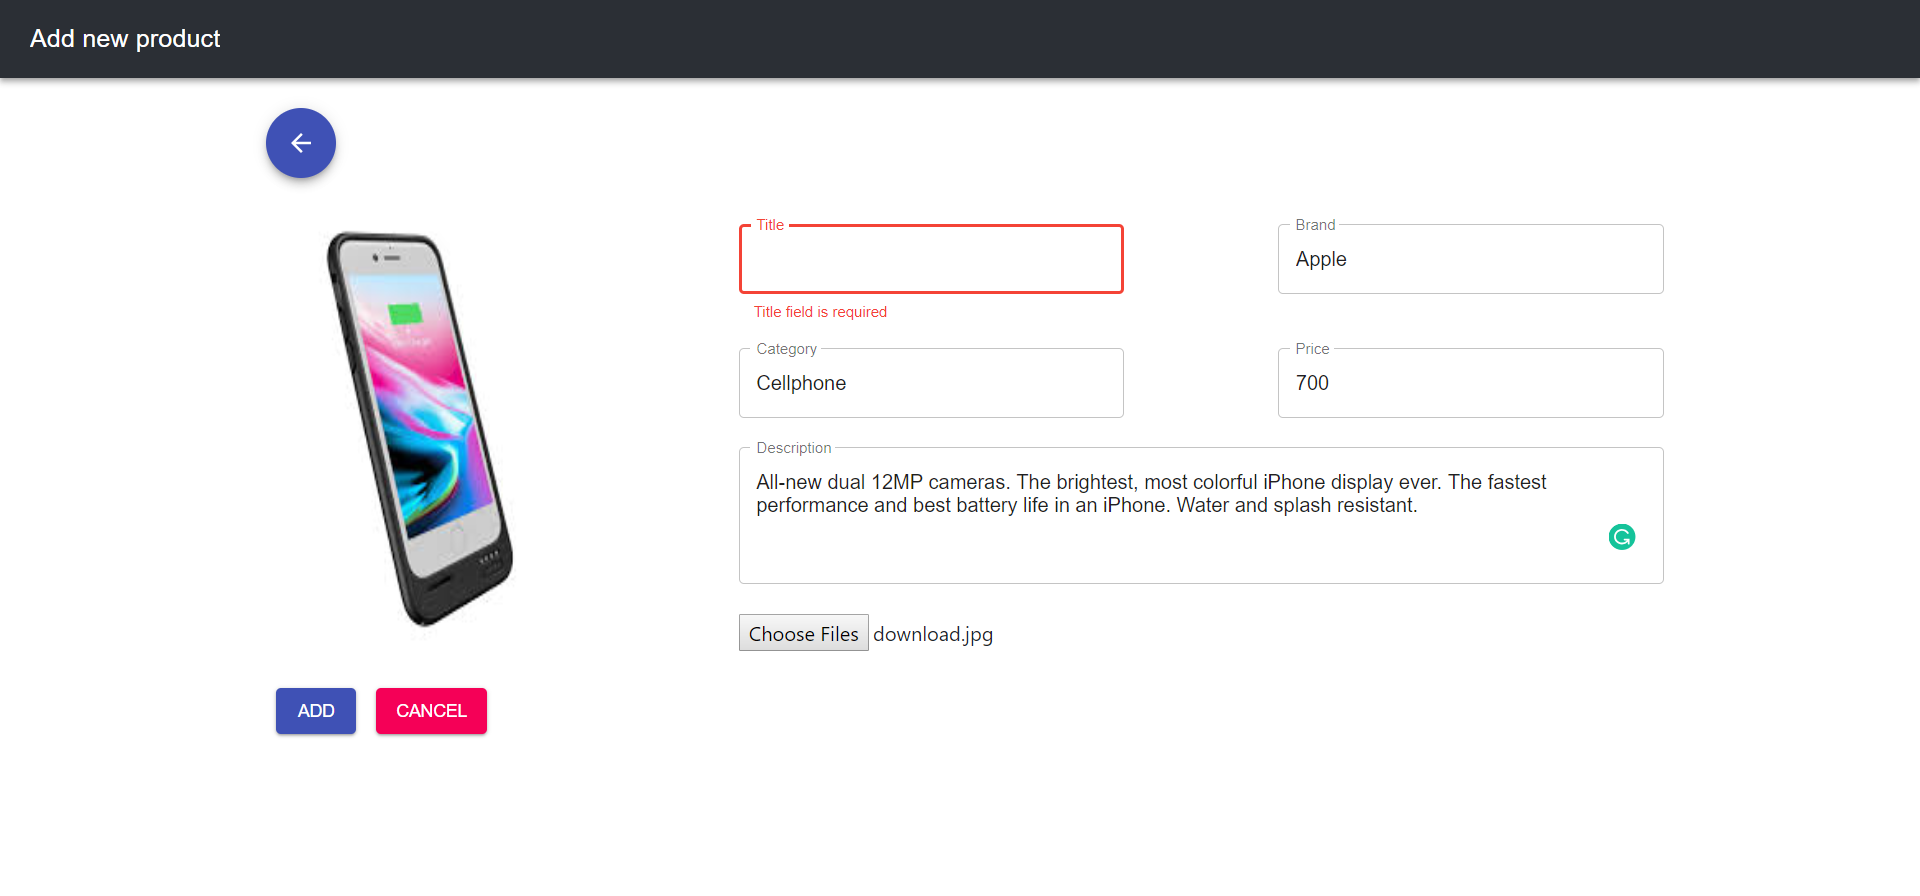 Add new product
Title
Brand
Apple
Title field is required
Category
Cellphone
Price
700
Description
All-new dual 12MP cameras. The brightest, most colorful iPhone display ever. The fastest
performance and best battery life in an iPhone. Water and splash resistant.
Choose Files download.jpg
ADD
CANCEL